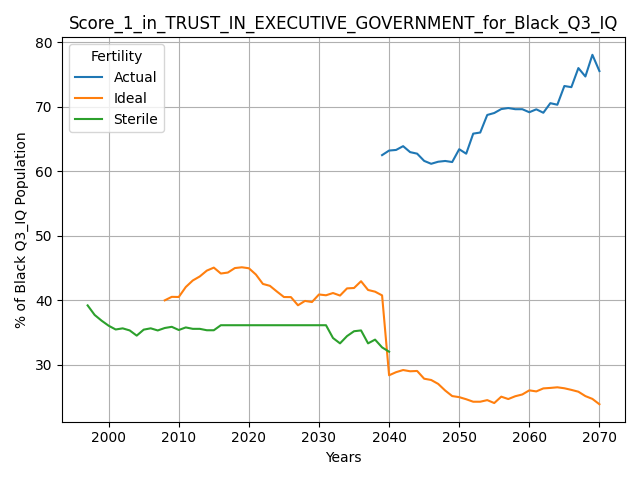 Score_1_in_TRUST_IN_EXECUTIVE_GOVERNMENT_for_Black_Q3_IQ
Fertility
Actual
Ideal
Sterile
% of Black Q3_IQ Population
80
70
60
50
40
30
2000 2010 2020 2030 2040 2050 2060 2070
Years